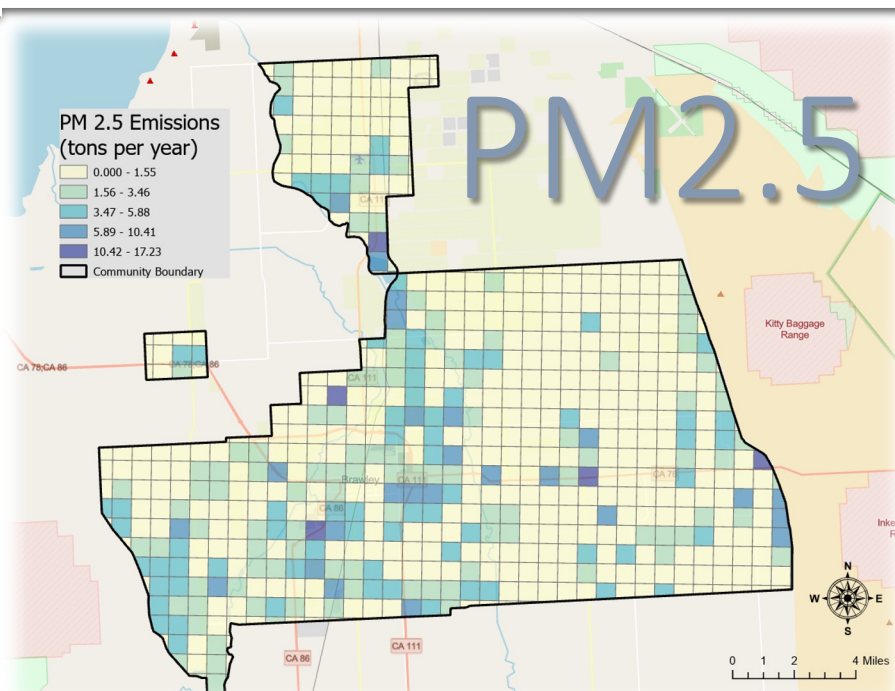 PM2.5
PM 2.5 Emissions
(tons per year)
0.000 - 1.55
1.56 - 3.46
3.47 - 5.88
5.89 - 10.41
10.42 - 17.23
Community Boundary
Kitty Baggage
Range
CA 78;CA 86
CA 78;CA 86
CA 111
Brawley
CA 111
CA 78
CA 86
Inke
N
W
E
S
CA 86
CA 111
0 1 2 4 Miles